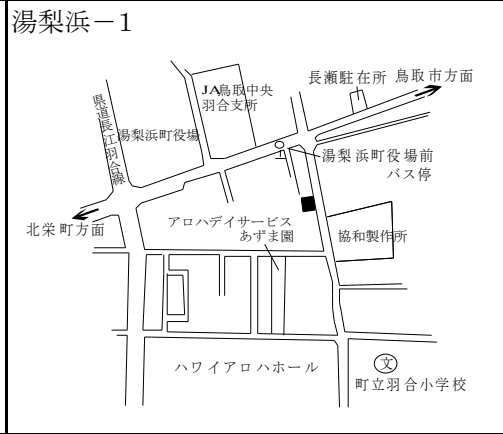 湯梨浜－1
JA鳥取中央
羽合支所
長瀬駐在所
鳥取市方面
県道長江羽合線
湯梨浜町役場
湯梨浜町役場前
バス停
北栄町方面
アロハデイサービス
あずま園
協和製作所
ハワイアロハホール
文
町立羽合小学校